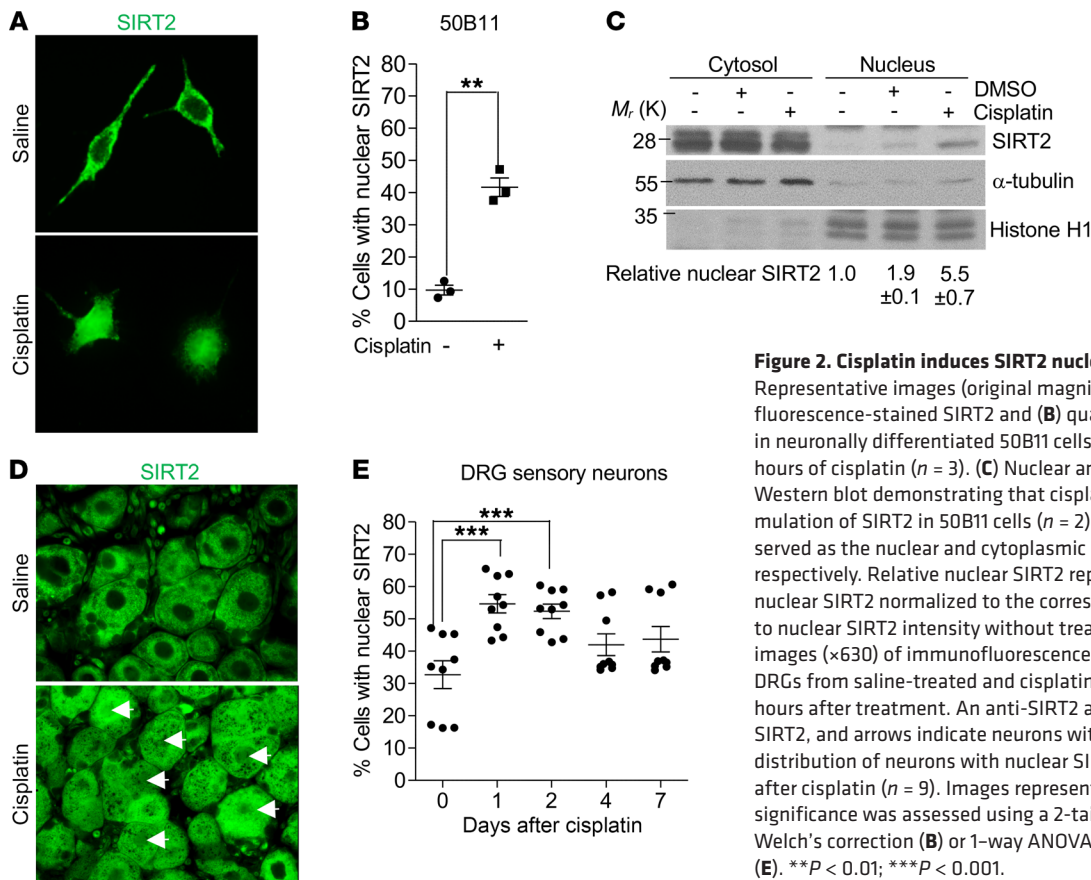 A
SIRT2
Saline
Cisplatin
B
50B11
% Cells with nuclear SIRT2
80
70
60
50
40
30
20
10
0
**
Cisplatin - +
C
Cytosol Nucleus
- + - - + - DMSO
- - + - - + Cisplatin
Mr (K)
28 SIRT2
55 α-tubulin
35 Histone H1
Relative nuclear SIRT2 1.0 1.9 5.5
±0.1 ±0.7
D
SIRT2
Saline
Cisplatin
E
DRG sensory neurons
% Cells with nuclear SIRT2
80
70
60
50
40
30
20
10
0
***
***
0 1 2 4 7
Days after cisplatin
Figure 2. Cisplatin induces SIRT2 nucle
Representative images (original magni
fluorescence-stained SIRT2 and (B) qua
in neuronally differentiated 50B11 cells
hours of cisplatin (n = 3). (C) Nuclear ar
Western blot demonstrating that cispla
mulation of SIRT2 in 50B11 cells (n = 2)
served as the nuclear and cytoplasmic
respectively. Relative nuclear SIRT2 rep
nuclear SIRT2 normalized to the corres
to nuclear SIRT2 intensity without trea
images (×630) of immunofluorescence
DRGs from saline-treated and cisplatin
hours after treatment. An anti-SIRT2 a
SIRT2, and arrows indicate neurons wit
distribution of neurons with nuclear SI
after cisplatin (n = 9). Images represent
significance was assessed using a 2-tai
Welch's correction (B) or 1-way ANOVA
(E). **P < 0.01; ***P < 0.001.